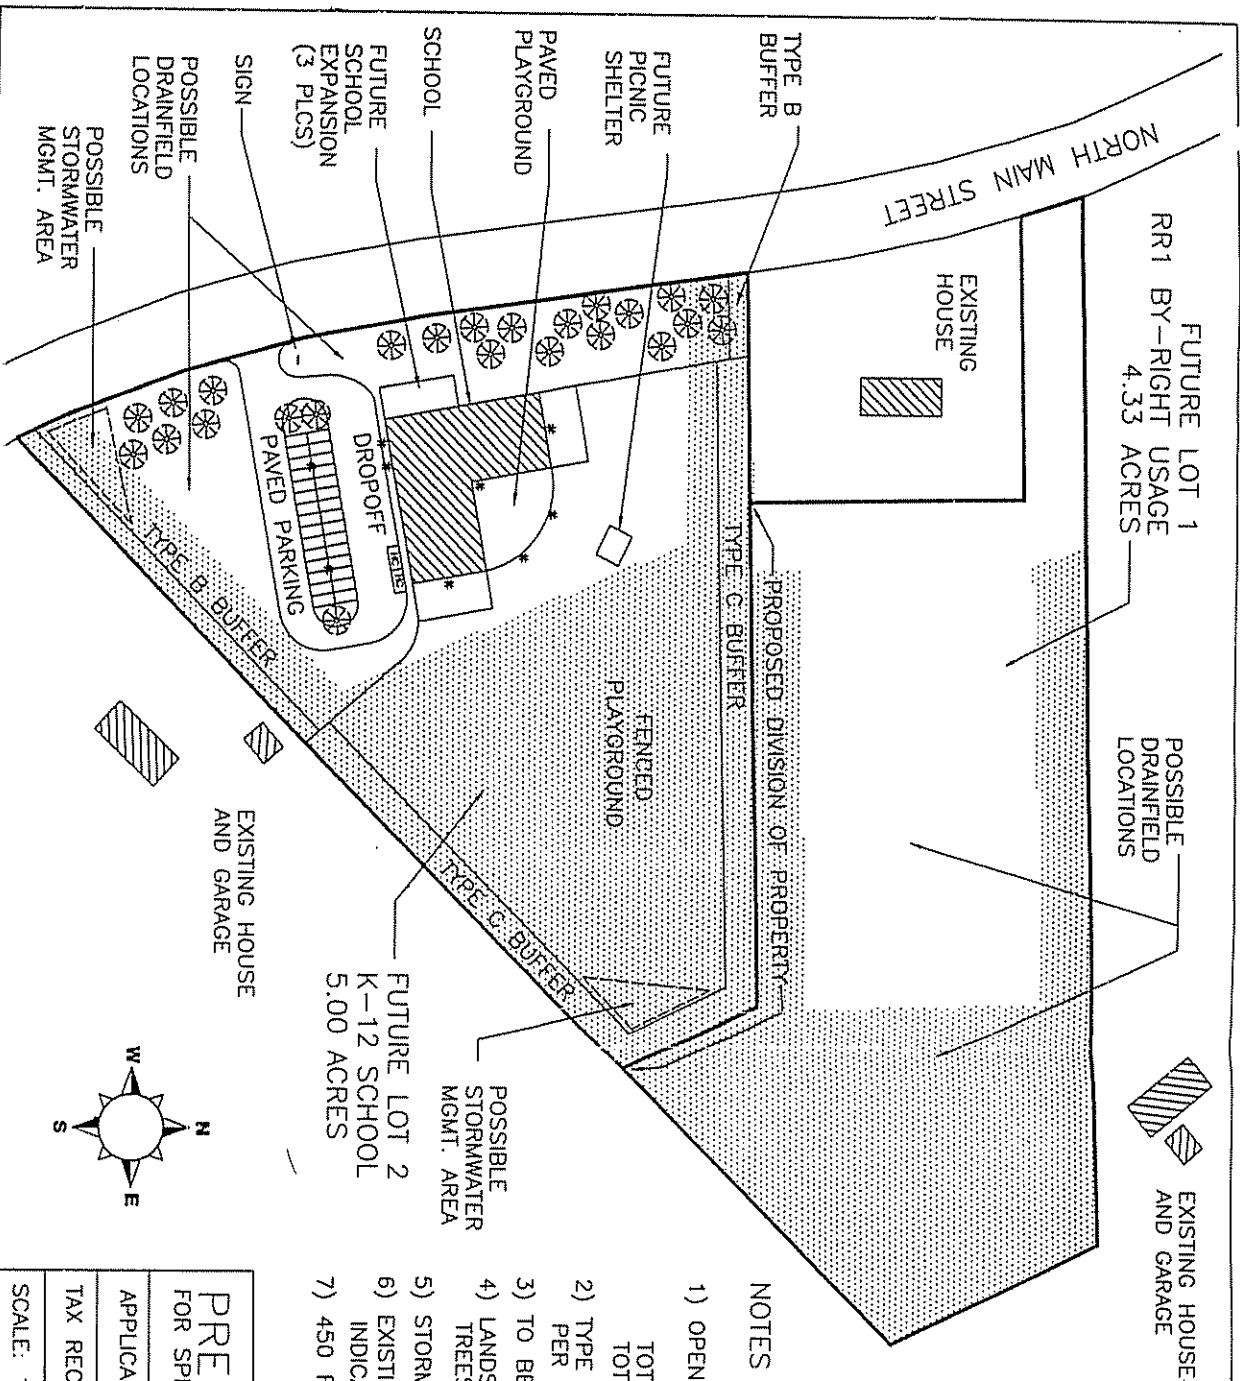 NORTH MAIN STREET
FUTURE LOT 1
RR1 BY-RIGHT USAGE
4.33 ACRES
EXISTING
HOUSE
POSSIBLE
DRAINFIELD
LOCATIONS
EXISTING HOUSE
AND GARAGE
TYPE B
BUFFER
FUTURE
PICNIC
SHELTER
PAVED
PLAYGROUND
SCHOOL
FUTURE
SCHOOL
EXPANSION
(3 PLCS)
SIGN
POSSIBLE
DRAINFIELD
LOCATIONS
POSSIBLE
STORMWATER
MGMT. AREA
PROPOSED DIVISION OF PROPERTY
TYPE C BUFFER
FENCED
PLAYGROUND
DROPOFF
HC HC
PAVED PARKING
TYPE B BUFFER
TYPE C BUFFER
EXISTING HOUSE
AND GARAGE
FUTURE LOT 2
K-12 SCHOOL
5.00 ACRES
POSSIBLE
STORMWATER
MGMT. AREA
N
W
E
S
NOTES
1) OPEN
TOT
TOT
2) TYPE
PER
3) TO BE
4) LANDS
TREES
5) STORM
6) EXISTI
INDICA
7) 450 F
PRE
FOR SPE
APPLICA
TAX REC
SCALE: